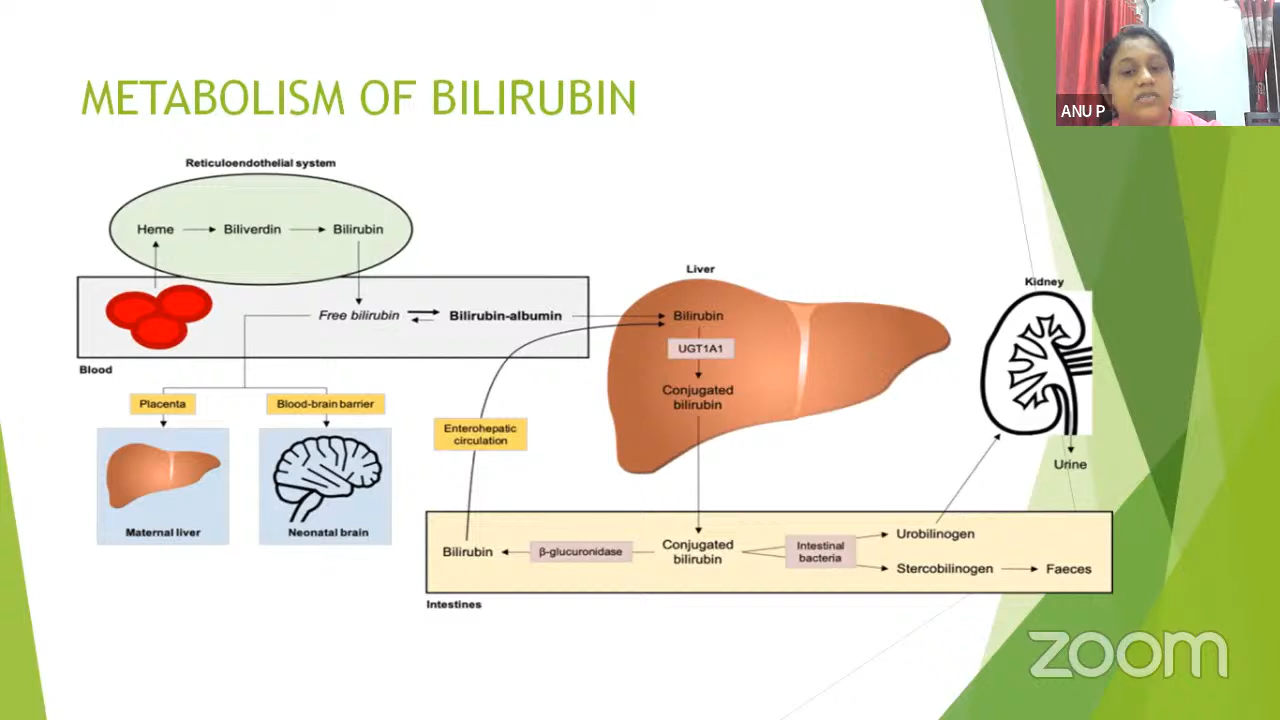 METABOLISM OF BILIRUBIN
ANU P
Reticuloendothelial system
Heme
Biliverdin
Bilirubin
Free bilirubin
Bilirubin-albumin
Blood
Placenta
Blood-brain barrier
Maternal liver
Neonatal brain
Enterohepatic
circulation
Liver
Bilirubin
UGT1A1
Conjugated
bilirubin
Kidney
Urine
Bilirubin
β-glucuronidase
Conjugated
bilirubin
Intestinal
bacteria
Urobilinogen
Stercobilinogen
Faeces
Intestines
zoom